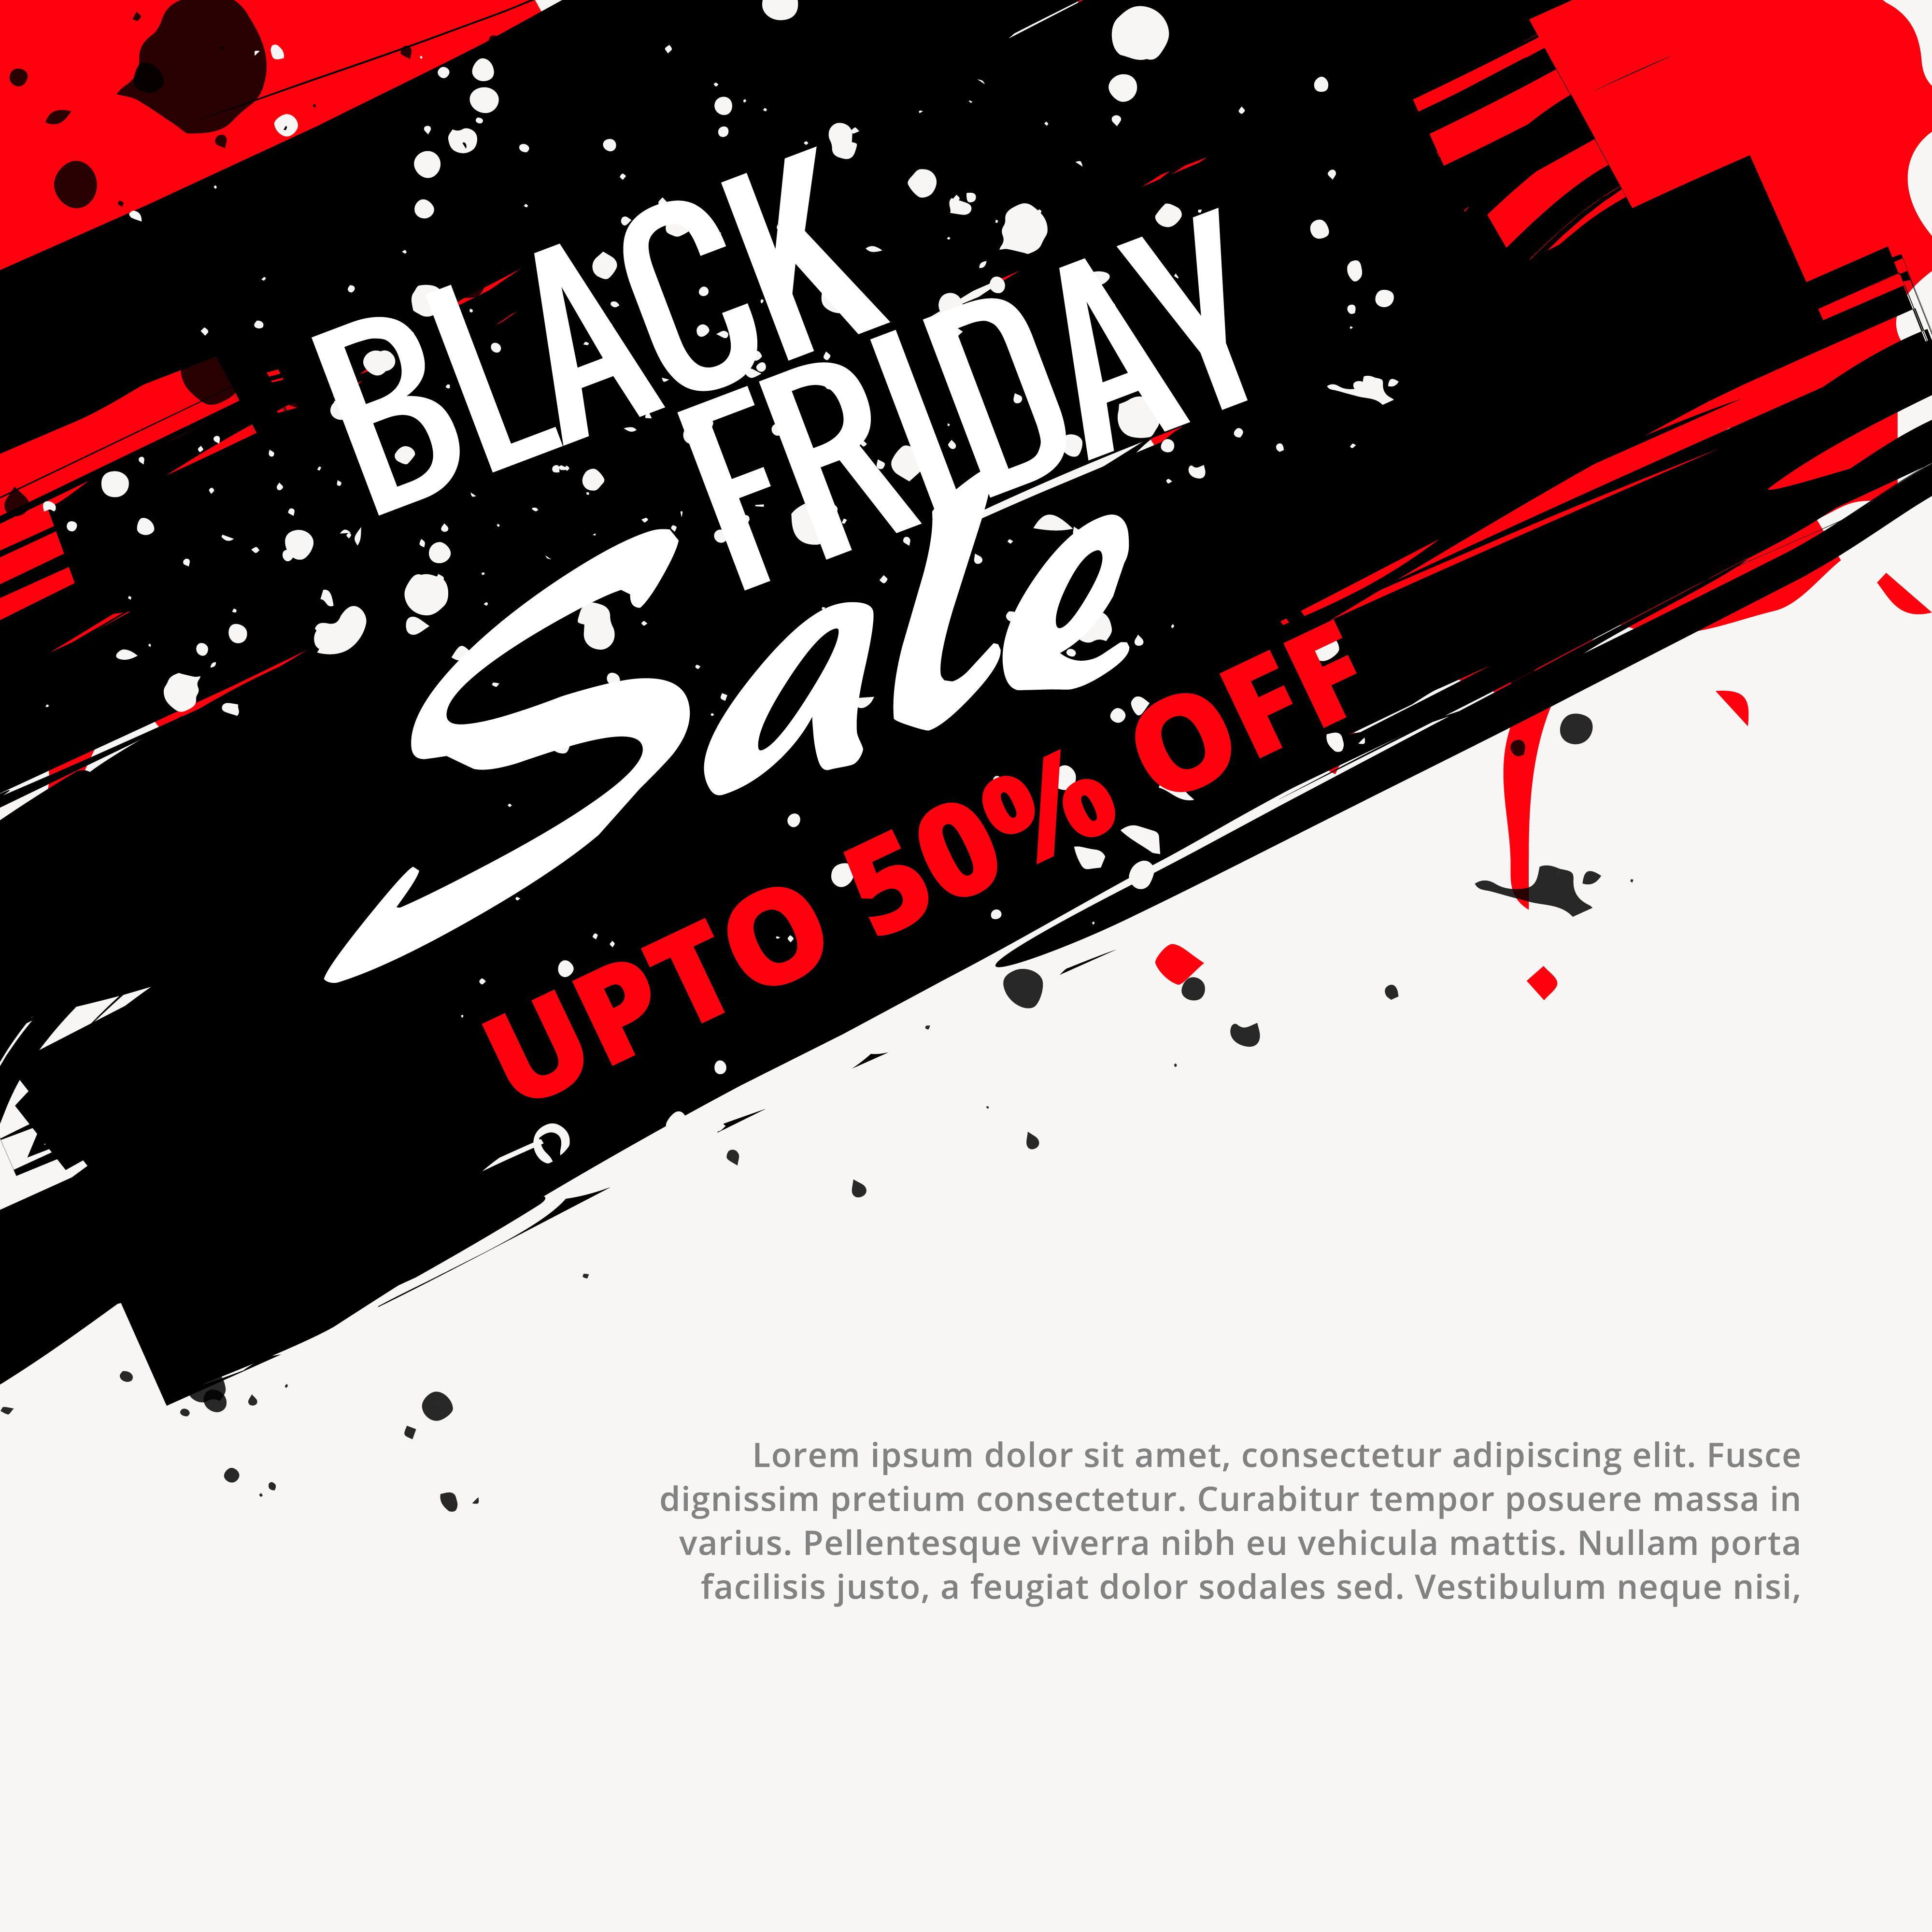 BLACK
FRIDAY
Sale
UPTO 50% OFF
Lorem ipsum dolor sit amet, consectetur adipiscing elit. Fusce
dignissim pretium consectetur. Curabitur tempor posuere massa in
varius. Pellentesque viverra nibh eu vehicula mattis. Nullam porta
facilisis justo, a feugiat dolor sodales sed. Vestibulum neque nisi,